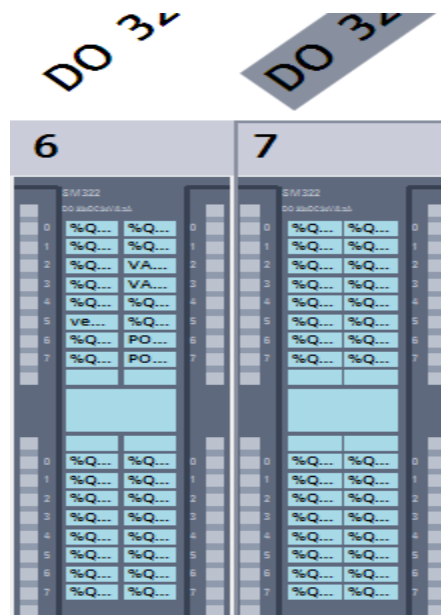 DO 32 DO 32
6 7
SM 322 SM 322
0 %Q... %Q... 0 0 %Q... %Q... 0
1 %Q... %Q... 1 1 %Q... %Q... 1
2 %Q... VA... 2 2 %Q... %Q... 2
3 %Q... VA... 3 3 %Q... %Q... 3
4 %Q... %Q... 4 4 %Q... %Q... 4
5 ve... %Q... 5 5 %Q... %Q... 5
6 %Q... PO... 6 6 %Q... %Q... 6
7 %Q... PO... 7 7 %Q... %Q... 7
0 %Q... %Q... 0 0 %Q... %Q... 0
1 %Q... %Q... 1 1 %Q... %Q... 1
2 %Q... %Q... 2 2 %Q... %Q... 2
3 %Q... %Q... 3 3 %Q... %Q... 3
4 %Q... %Q... 4 4 %Q... %Q... 4
5 %Q... %Q... 5 5 %Q... %Q... 5
6 %Q... %Q... 6 6 %Q... %Q... 6
7 %Q... %Q... 7 7 %Q... %Q... 7